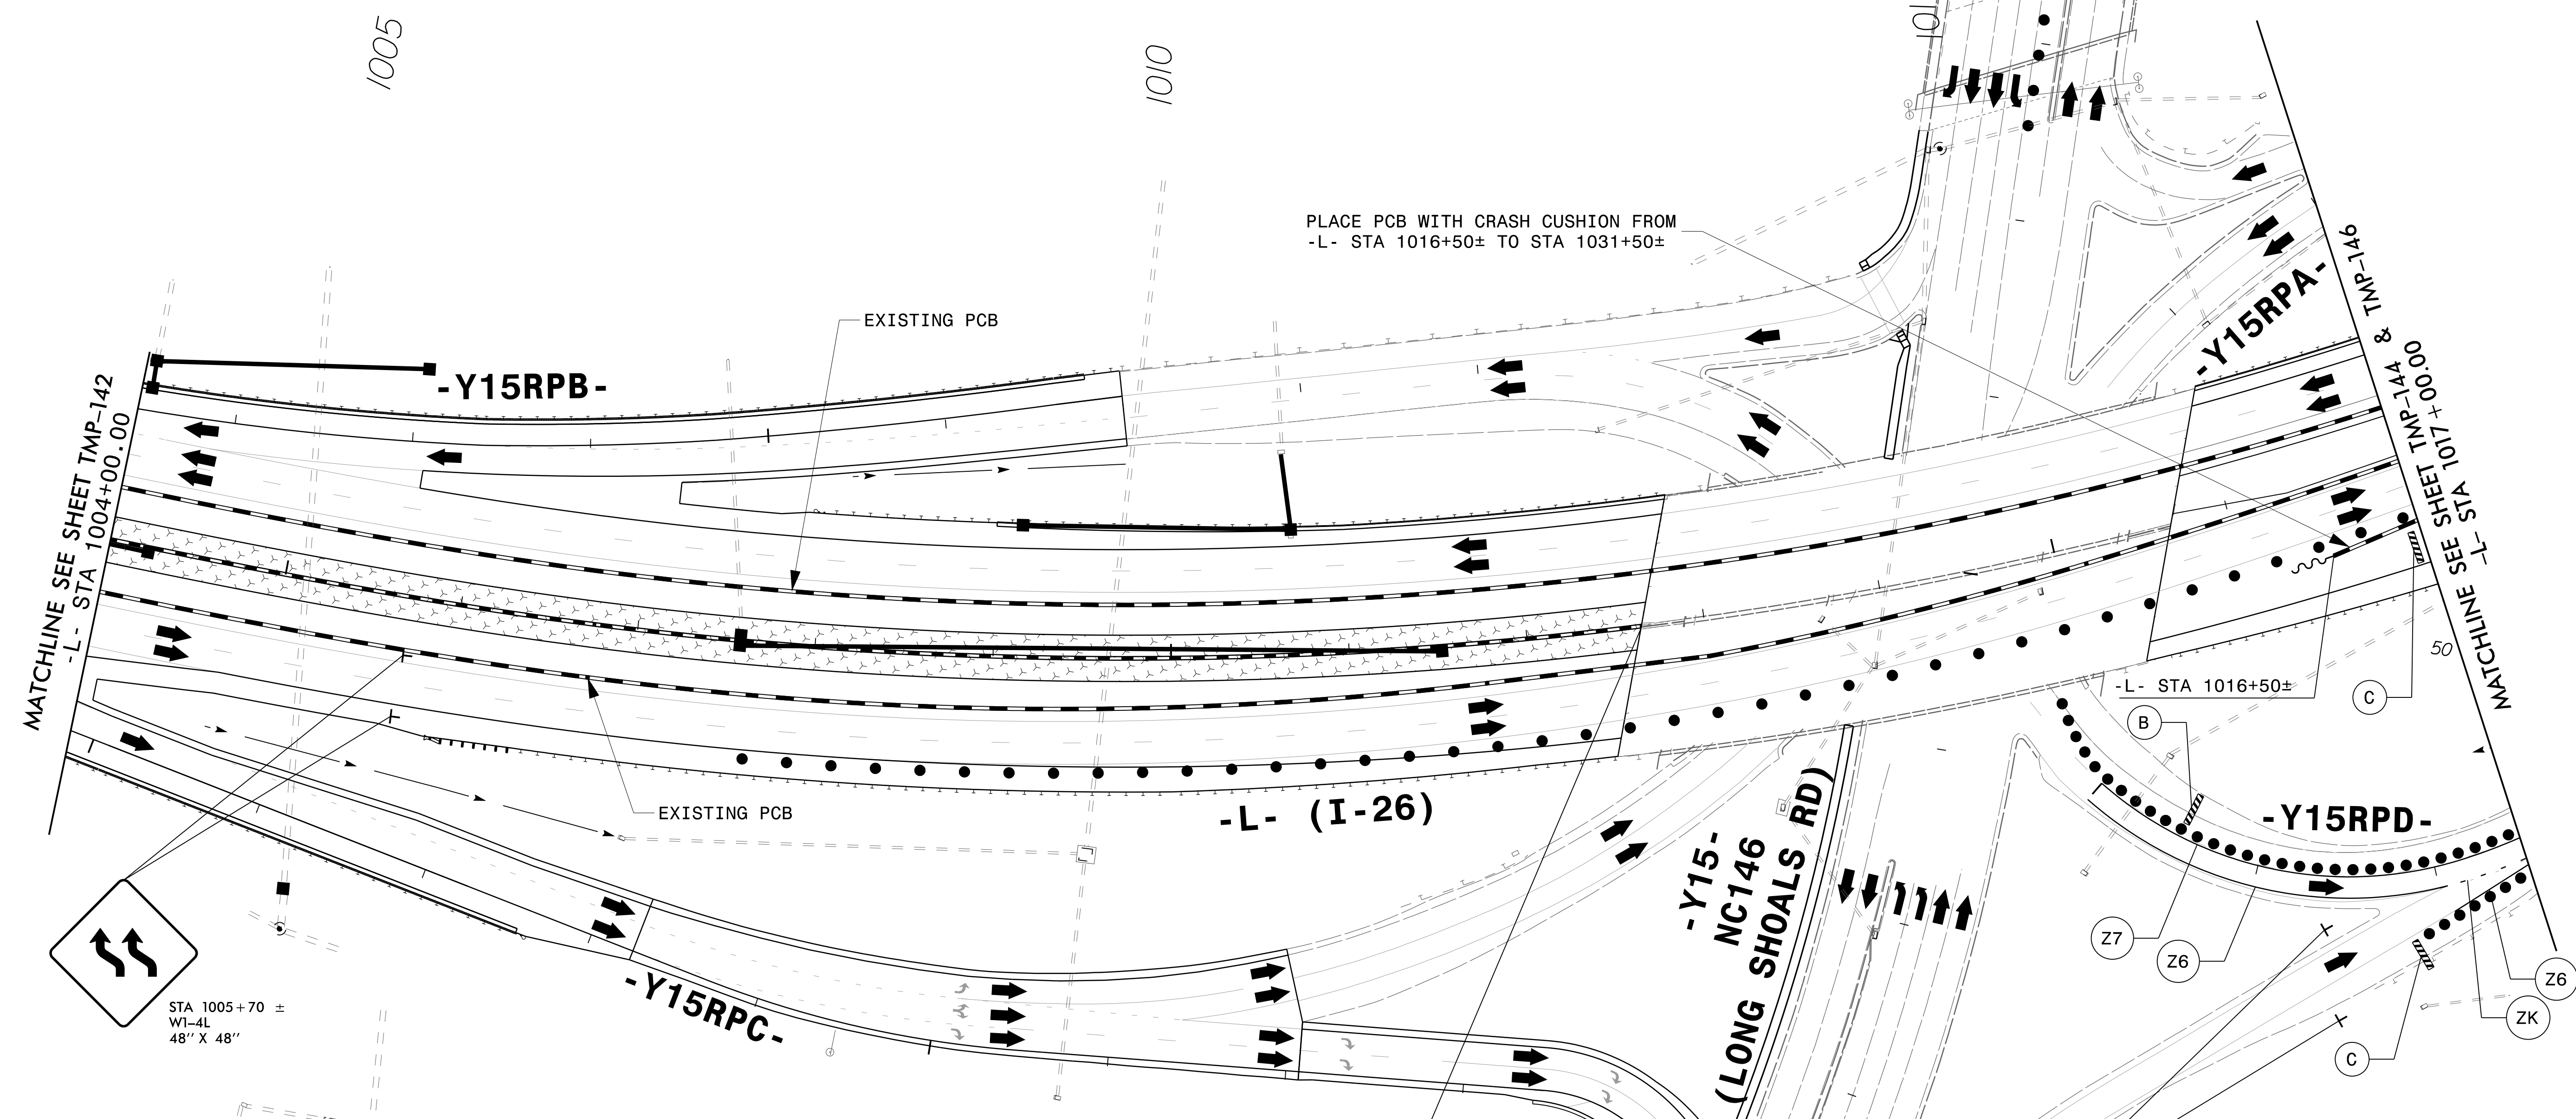 1005
1010
101
PLACE PCB WITH CRASH CUSHION FROM
-L- STA 1016+50± TO STA 1031+50±
EXISTING PCB
-Y15RPB-
-Y15RPA-
MATCHLINE SEE SHEET TMP-142
-L- STA 1004+00.00
MATCHLINE SEE SHEET TMP-144 & TMP-146
-L- STA 1017+00.00
50
-L- STA 1016+50±
C
B
EXISTING PCB
-L- (I-26)
-Y15-
NC146
(LONG SHOALS RD)
-Y15RPD-
Z7
Z6
Z6
ZK
C
-Y15RPC-
STA 1005+70 ±
W1-4L
48'' X 48''